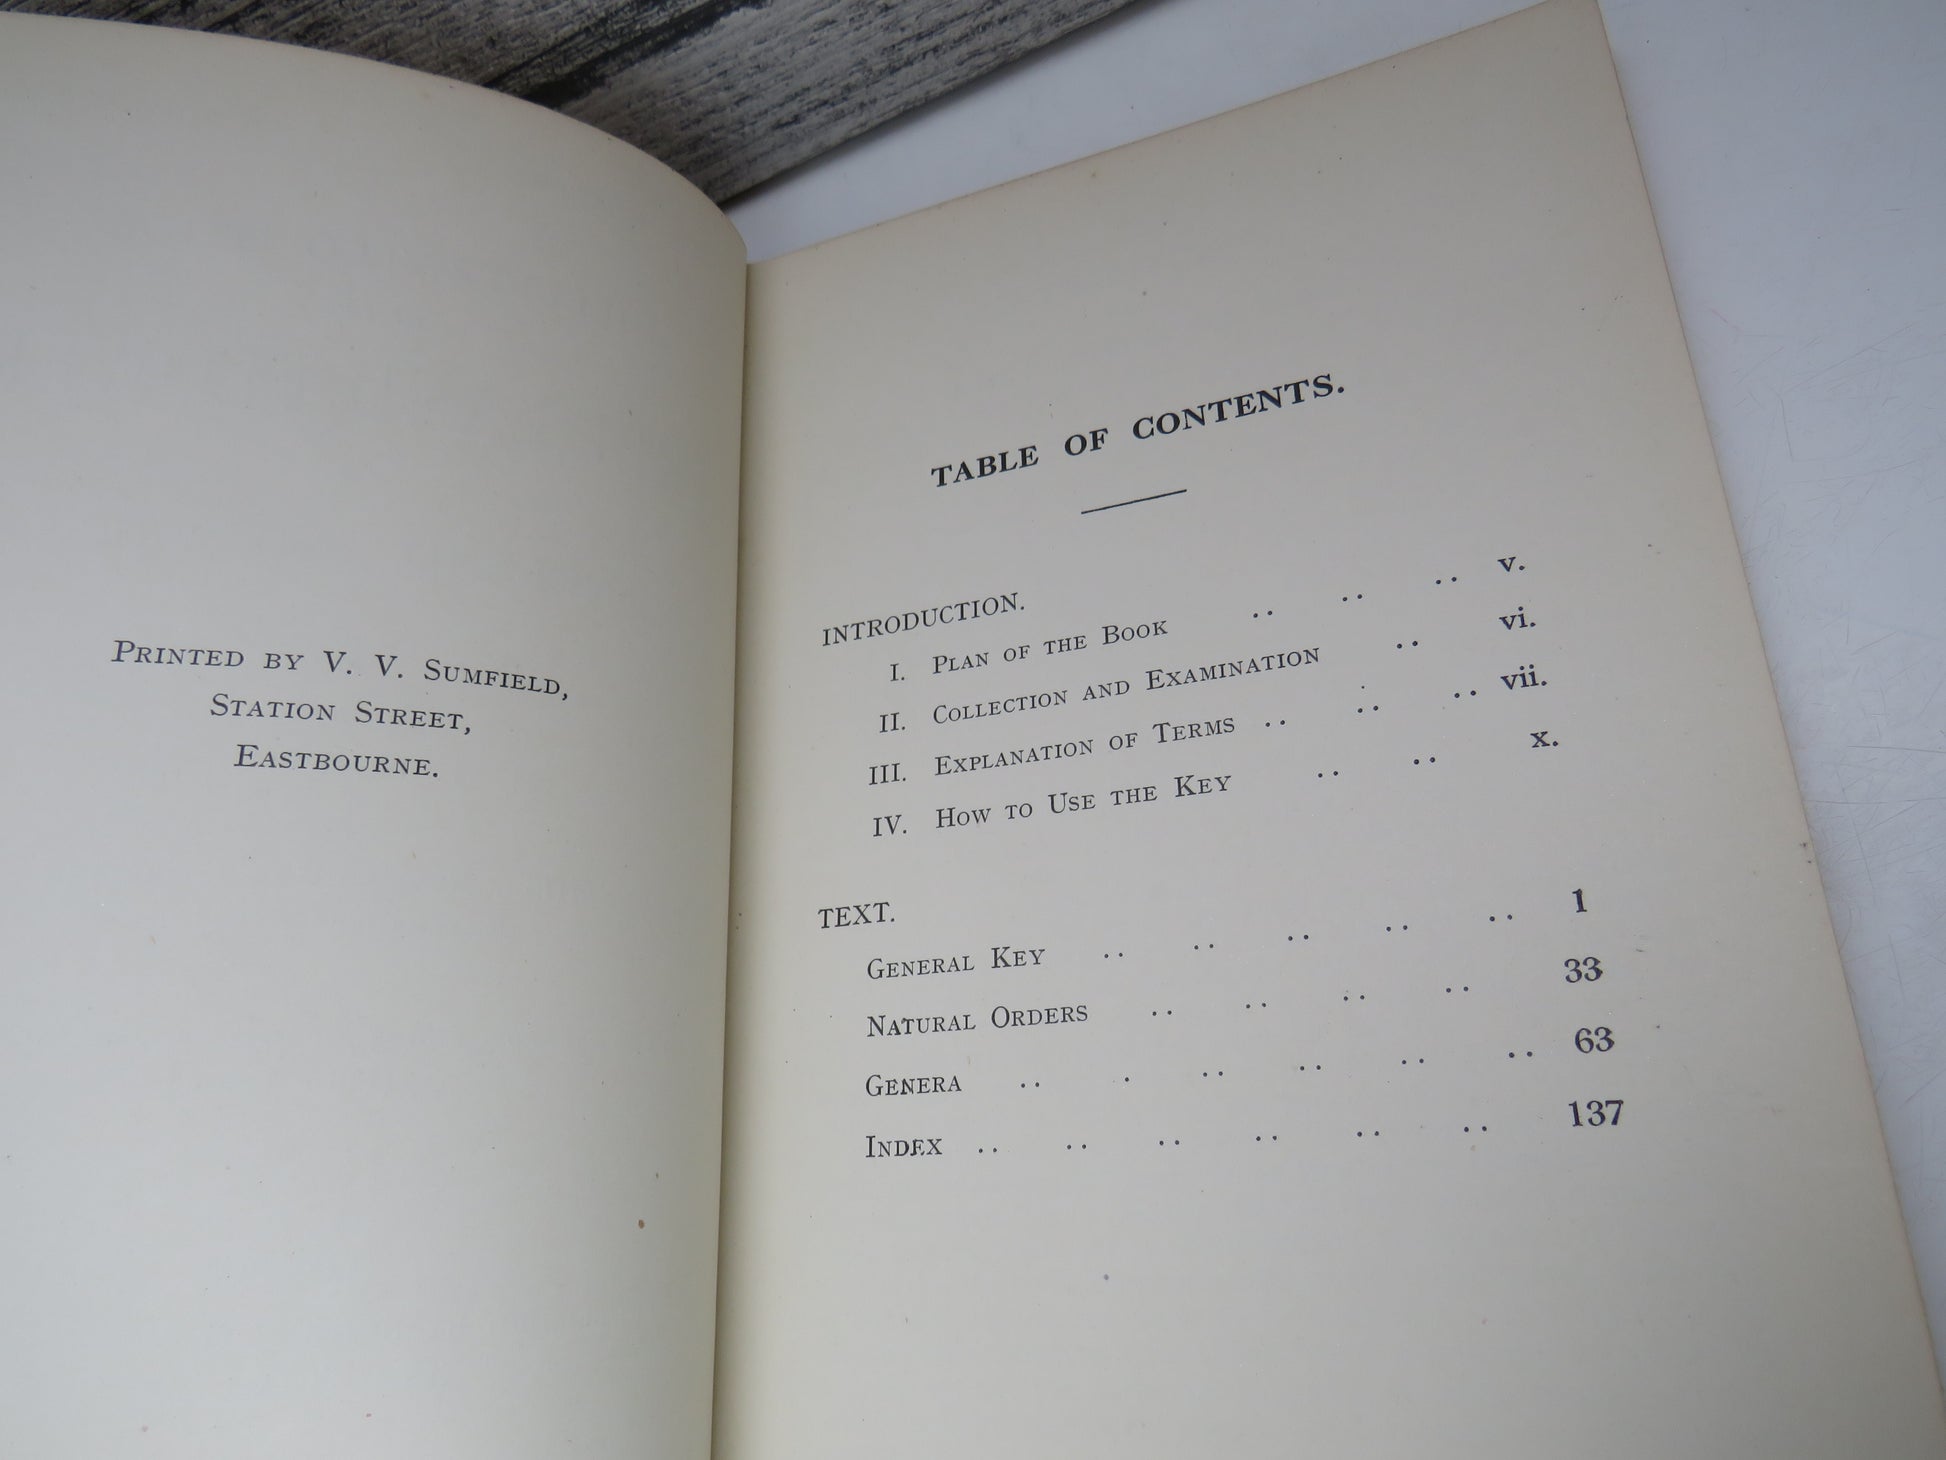 PRINTED BY V. V. SUMFIELD,
STATION STREET,
EASTBOURNE.
TABLE OF CONTENTS.
INTRODUCTION.
I. PLAN OF THE BOOK .. .. .. v.
II. COLLECTION AND EXAMINATION .. vi.
III. EXPLANATION OF TERMS .. .. .. vii.
IV. HOW TO USE THE KEY .. .. x.
TEXT.
GENERAL KEY .. .. .. .. .. 1
NATURAL ORDERS .. .. .. .. 33
GENERA .. . .. .. .. .. 63
INDEX .. .. .. .. .. .. 137